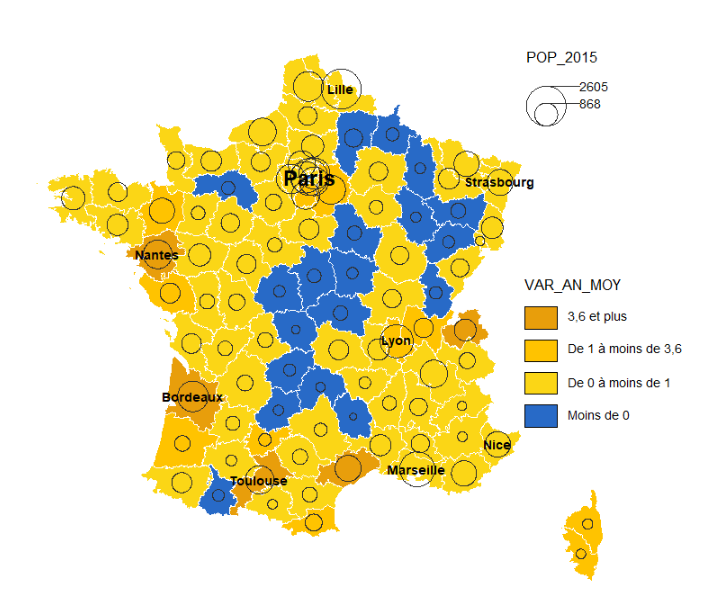 POP_2015
2605
868
Lille
Paris
Strasbourg
Nantes
VAR_AN_MOY
3,6 et plus
Lyon
De 1 à moins de 3,6
De 0 à moins de 1
Bordeaux
Moins de 0
Nice
Marseille
Toulouse